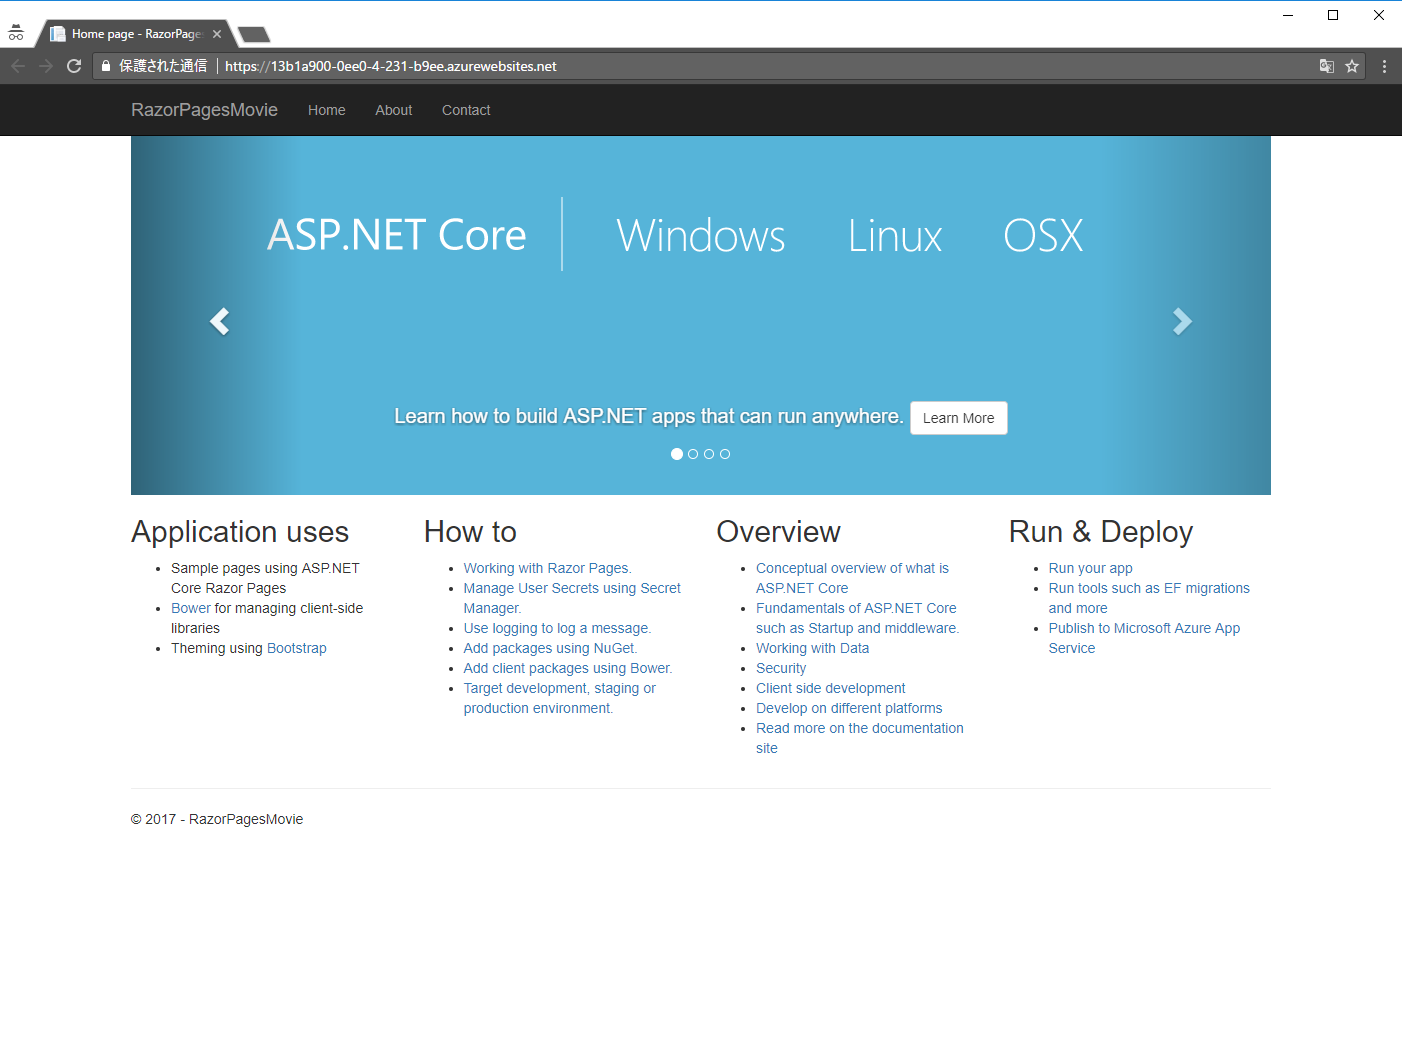 Home page - RazorPages
保護された通信 | https://13b1a900-0ee0-4-231-b9ee.azurewebsites.net
RazorPagesMovie Home About Contact
ASP.NET Core Windows Linux OSX
Learn how to build ASP.NET apps that can run anywhere. Learn More
Application uses
Sample pages using ASP.NET
Core Razor Pages
Bower for managing client-side
libraries
Theming using Bootstrap
How to
Working with Razor Pages.
Manage User Secrets using Secret
Manager.
Use logging to log a message.
Add packages using NuGet.
Add client packages using Bower.
Target development, staging or
production environment.
Overview
Conceptual overview of what is
ASP.NET Core
Fundamentals of ASP.NET Core
such as Startup and middleware.
Working with Data
Security
Client side development
Develop on different platforms
Read more on the documentation
site
Run & Deploy
Run your app
Run tools such as EF migrations
and more
Publish to Microsoft Azure App
Service
© 2017 - RazorPagesMovie